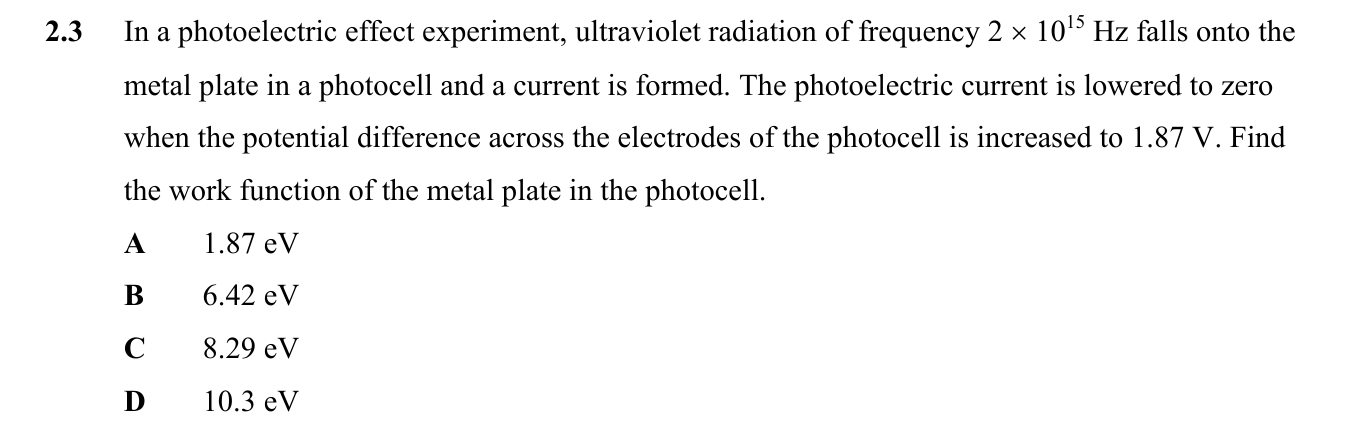 2.3 In a photoelectric effect experiment, ultraviolet radiation of frequency 2 × 10¹⁵ Hz falls onto the
metal plate in a photocell and a current is formed. The photoelectric current is lowered to zero
when the potential difference across the electrodes of the photocell is increased to 1.87 V. Find
the work function of the metal plate in the photocell.
A 1.87 eV
B 6.42 eV
C 8.29 eV
D 10.3 eV